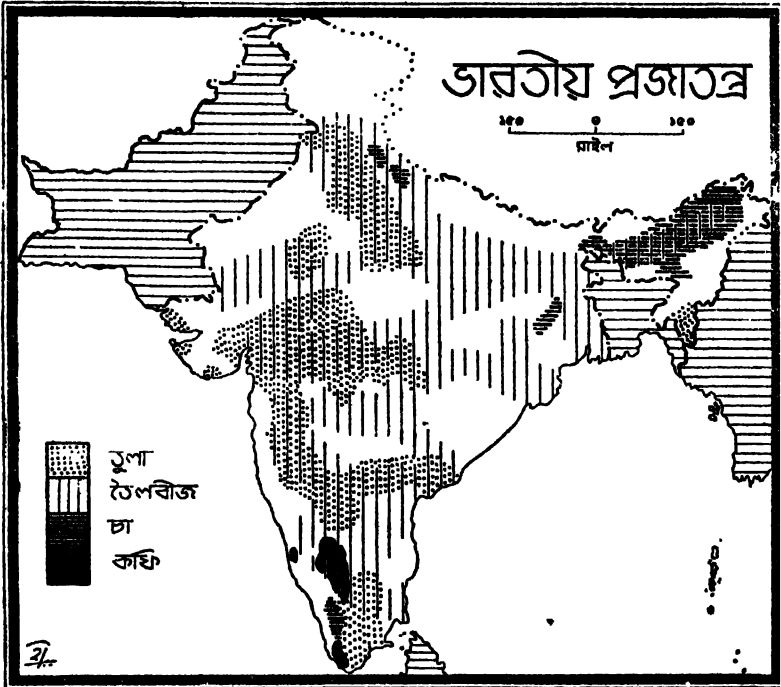 ভারতীয় প্রজাতন্ত্র
১৫০ ০ ১৫০
মাইল
তুলা
তৈলবীজ
চা
কফি